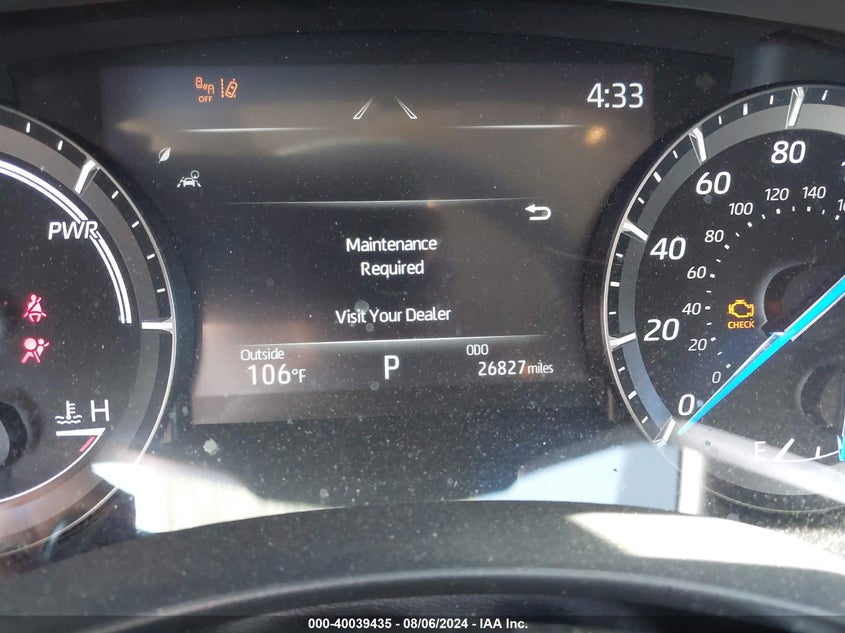 OFF
4:33
PWR
Maintenance
Required
Visit Your Dealer
Outside
106°F
P
ODO
26827 miles
H
80
60
40
20
0
140
120
100
80
60
40
20
0
CHECK
E
000-40039435 - 08/06/2024 - IAA Inc.